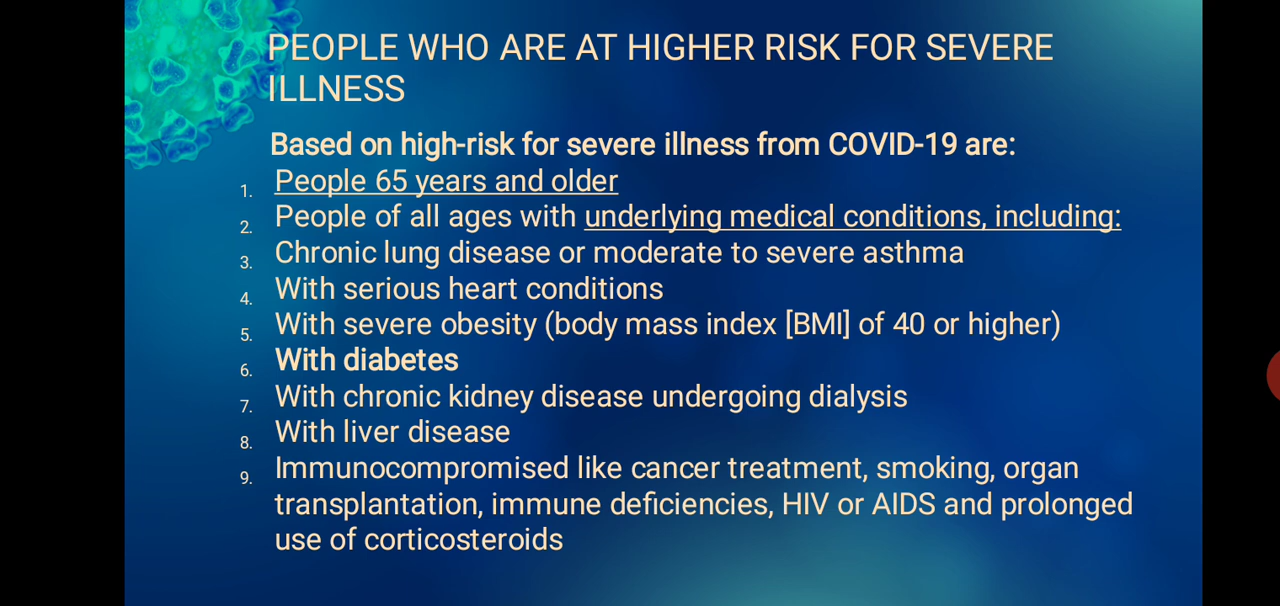 PEOPLE WHO ARE AT HIGHER RISK FOR SEVERE
ILLNESS
Based on high-risk for severe illness from COVID-19 are:
1. People 65 years and older
2. People of all ages with underlying medical conditions, including:
3. Chronic lung disease or moderate to severe asthma
4. With serious heart conditions
5. With severe obesity (body mass index [BMI] of 40 or higher)
6. With diabetes
7. With chronic kidney disease undergoing dialysis
8. With liver disease
9. Immunocompromised like cancer treatment, smoking, organ
transplantation, immune deficiencies, HIV or AIDS and prolonged
use of corticosteroids